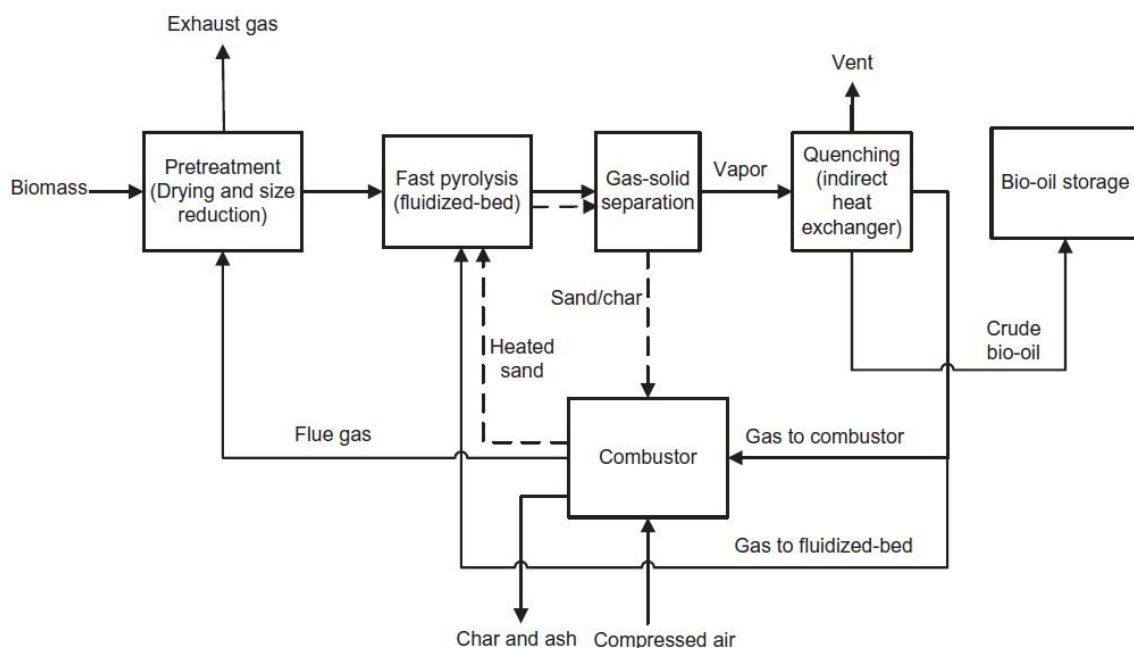 Exhaust gas
Vent
Biomass
Pretreatment
(Drying and size
reduction)
Fast pyrolysis
(fluidized-bed)
Gas-solid
separation
Vapor
Quenching
(indirect
heat
exchanger)
Bio-oil storage
Sand/char
Heated
sand
Crude
bio-oil
Flue gas
Combustor
Gas to combustor
Gas to fluidized-bed
Char and ash
Compressed air